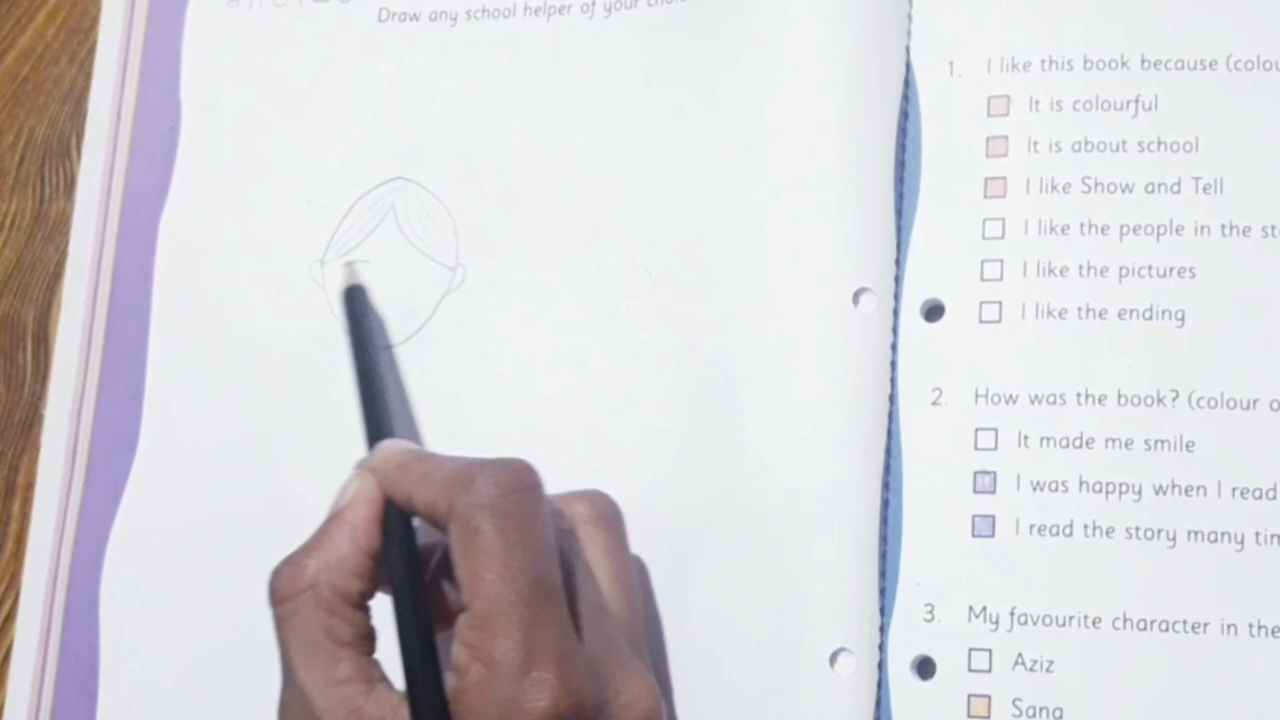 Draw any school helper of your
1. I like this book because (colou
It is colourful
It is about school
I like Show and Tell
I like the people in the st
I like the pictures
I like the ending
2. How was the book? (colour o
It made me smile
I was happy when I read
I read the story many tim
3. My favourite character in the
Aziz
Sana